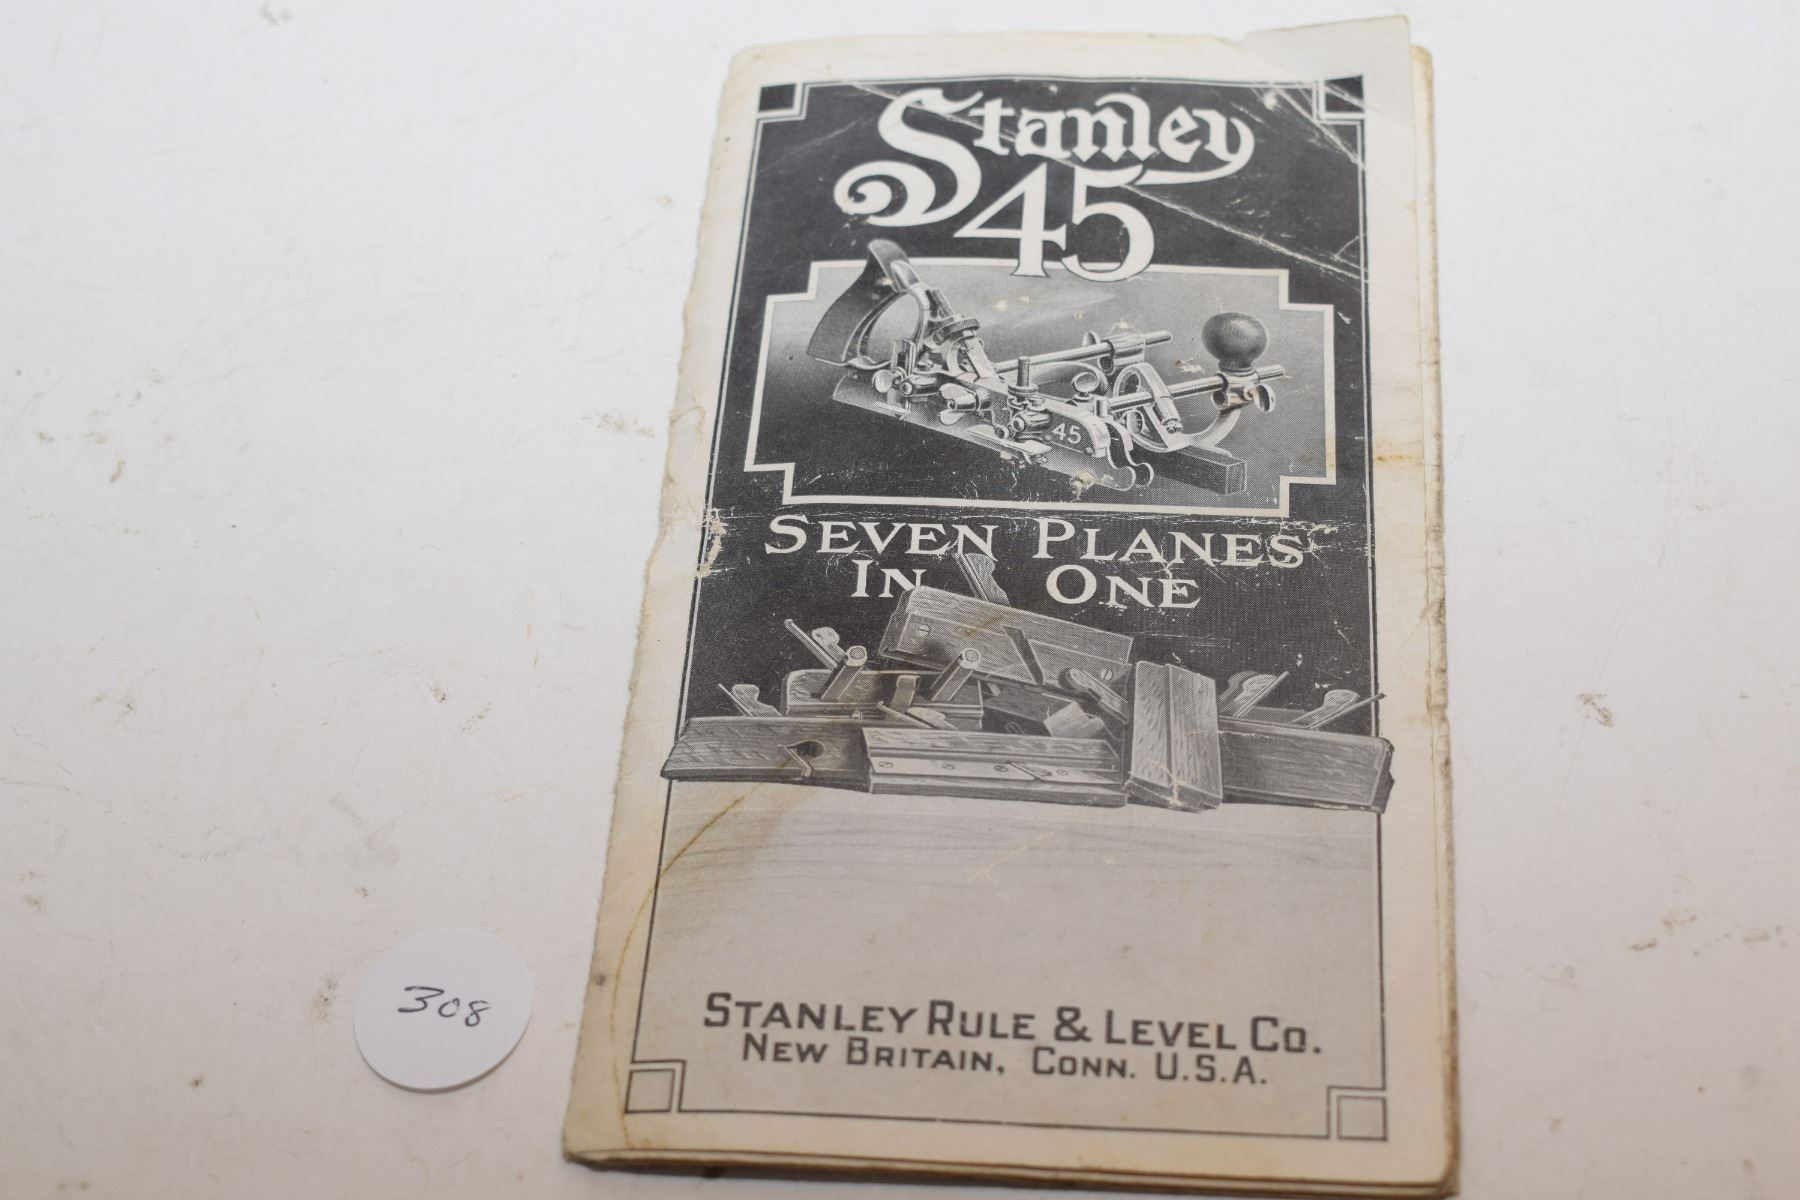 Stanley
45
45
SEVEN PLANES
IN ONE
STANLEY RULE & LEVEL CO.
NEW BRITAIN, CONN. U.S.A.
308